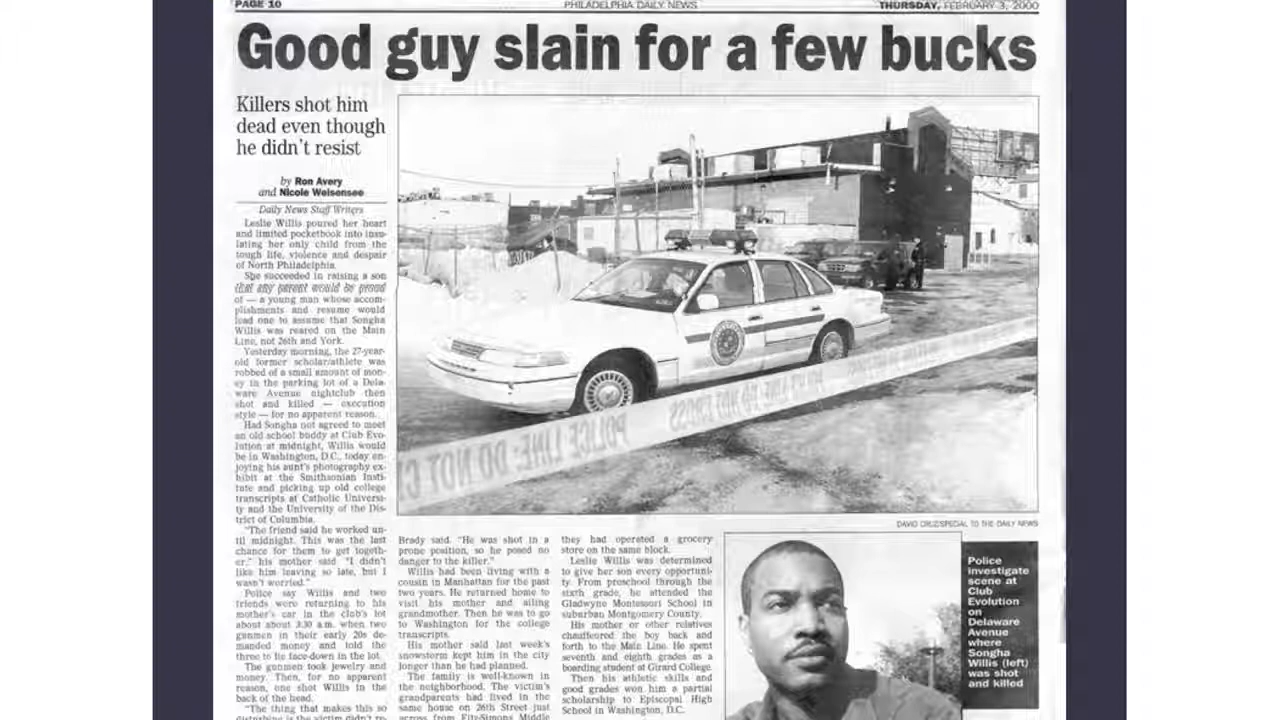 PAGE 10
PHILADELPHIA DAILY NEWS
THURSDAY, FEBRUARY 3, 2000
Good guy slain for a few bucks
Killers shot him
dead even though
he didn't resist
by Ron Avery
and Nicole Weisensee
Daily News Staff Writers
Leslie Willis poured her heart
and limited pocketbook into insu-
lating her only child from the
tough life, violence and despair
of North Philadelphia.
She succeeded in raising a son
that any parent would be proud
of — a young man whose accom-
plishments and resume would
lead one to assume that Songha
Willis was reared on the Main
Line, not 26th and York.
Yesterday morning, the 27-year-
old former scholar/athlete was
robbed of a small amount of mon-
ey in the parking lot of a Dela-
ware Avenue nightclub then
shot and killed — execution
style — for no apparent reason.
Had Songha not agreed to meet
an old school buddy at Club Evo-
lution at midnight, Willis would
be in Washington, D.C., today en-
joying his aunt's photography ex-
hibit at the Smithsonian Insti-
tute and picking up old college
transcripts at Catholic Universi-
ty and the University of the Dis-
trict of Columbia.
"The friend said he worked un-
til midnight. This was the last
chance for them to get togeth-
er," his mother said "I didn't
like him leaving so late, but I
wasn't worried."
Police say Willis and two
friends were returning to his
mother's car in the club's lot
about about 3:30 a.m. when two
gunmen in their early 20s de-
manded money and told the
three to lie face-down in the lot.
The gunmen took jewelry and
money. Then, for no apparent
reason, one shot Willis in the
back of the head.
"The thing that makes this so
disturbing is the victim didn't re-
POLICE LINE: DO NOT CROSS
DAVID CRUZ/SPECIAL TO THE DAILY NEWS
Brady said. "He was shot in a
prone position, so he posed no
danger to the killer."
Willis had been living with a
cousin in Manhattan for the past
two years. He returned home to
visit his mother and ailing
grandmother. Then he was to go
to Washington for the college
transcripts.
His mother said last week's
snowstorm kept him in the city
longer than he had planned.
The family is well-known in
the neighborhood. The victim's
grandparents had lived in the
same house on 26th Street just
across from Fitz-Simons Middle
they had operated a grocery
store on the same block.
Leslie Willis was determined
to give her son every opportuni-
ty. From preschool through the
sixth grade, he attended the
Gladwyne Montessori School in
suburban Montgomery County.
His mother or other relatives
chauffeured the boy back and
forth to the Main Line. He spent
seventh and eighth grades as a
boarding student at Girard College.
Then his athletic skills and
good grades won him a partial
scholarship to Episcopal High
School in Washington, D.C.
Police
investigate
scene at
Club
Evolution
on
Delaware
Avenue
where
Songha
Willis (left)
was shot
and killed